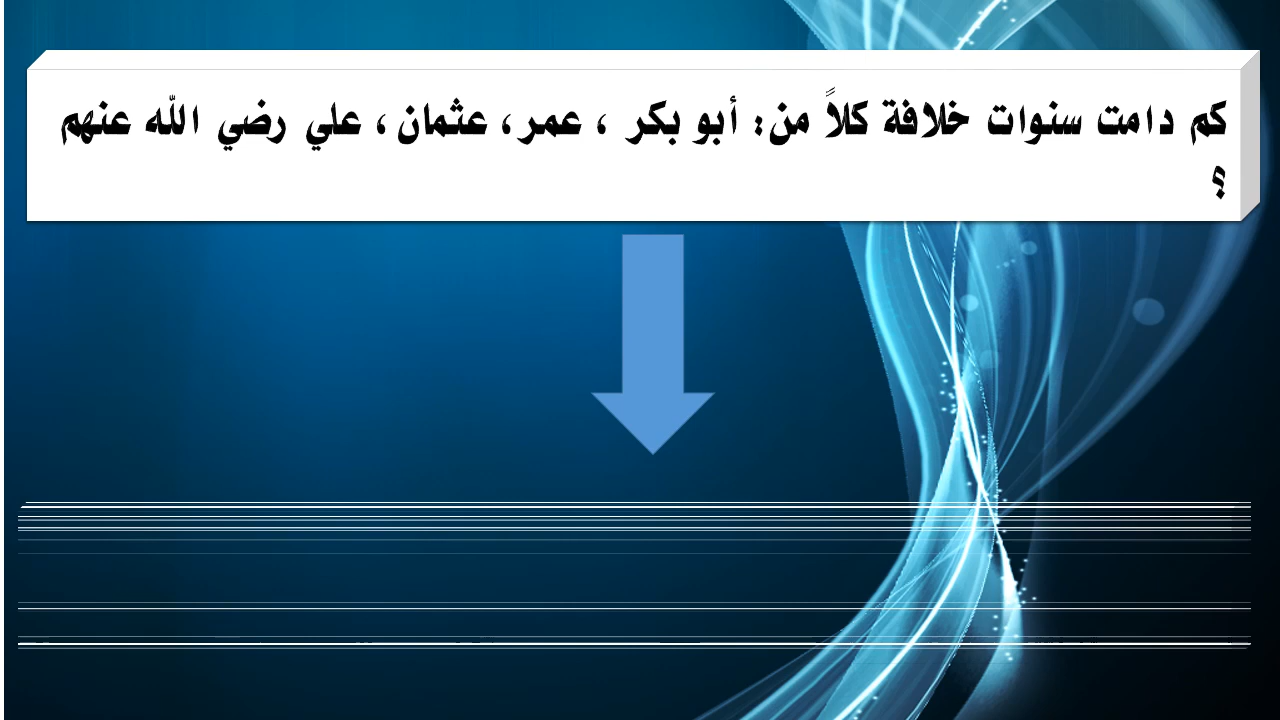 كم دامت سنوات خلافة كلاً من: أبو بكر ، عمر، عثمان، علي رضي الله عنهم
؟